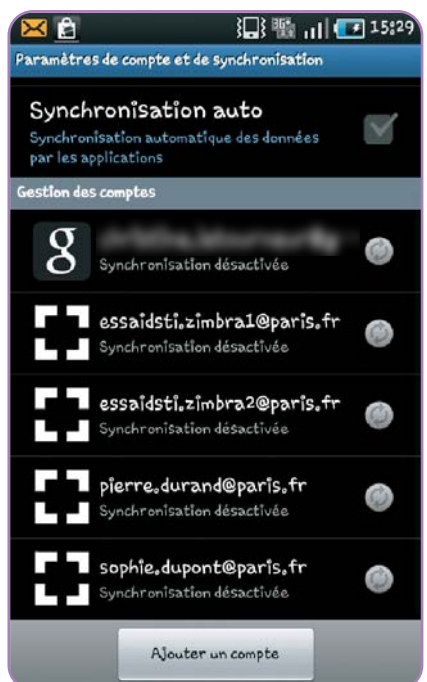 3G+ 15:29
Paramètres de compte et de synchronisation
Synchronisation auto
Synchronisation automatique des données
par les applications
Gestion des comptes
g
Synchronisation désactivée
essaidsti.zimbra1@paris.fr
Synchronisation désactivée
essaidsti.zimbra2@paris.fr
Synchronisation désactivée
pierre.durand@paris.fr
Synchronisation désactivée
sophie.dupont@paris.fr
Synchronisation désactivée
Ajouter un compte